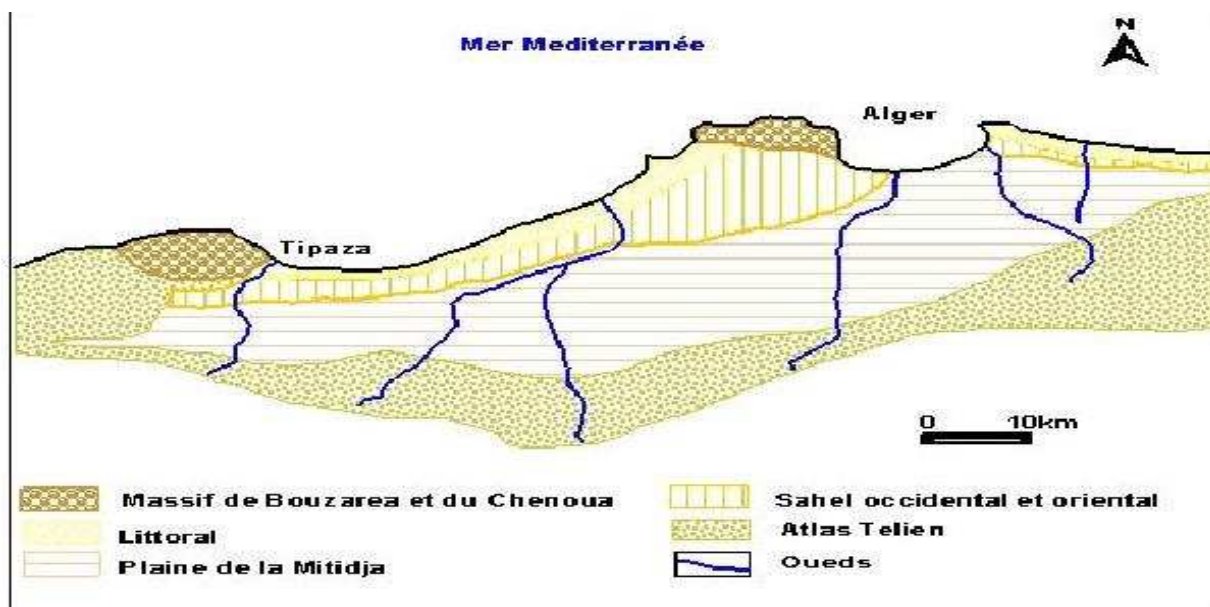 N
Mer Mediterranée
Alger
Tipaza
0 10km
Massif de Bouzarea et du Chenoua
Littoral
Plaine de la Mitidja
Sahel occidental et oriental
Atlas Telien
Oueds